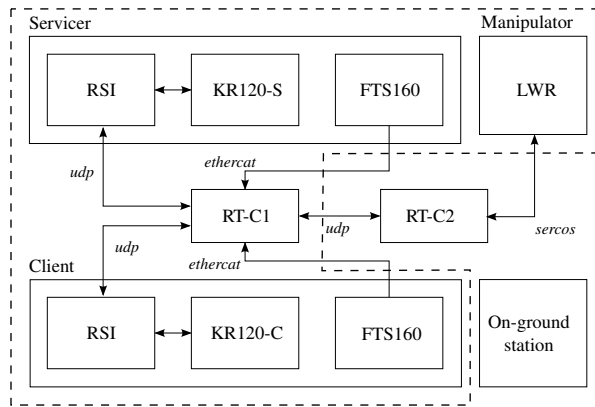 Servicer
Manipulator
RSI
KR120-S
FTS160
LWR
udp
ethercat
RT-C1
udp
RT-C2
sercos
udp
ethercat
Client
RSI
KR120-C
FTS160
On-ground
station